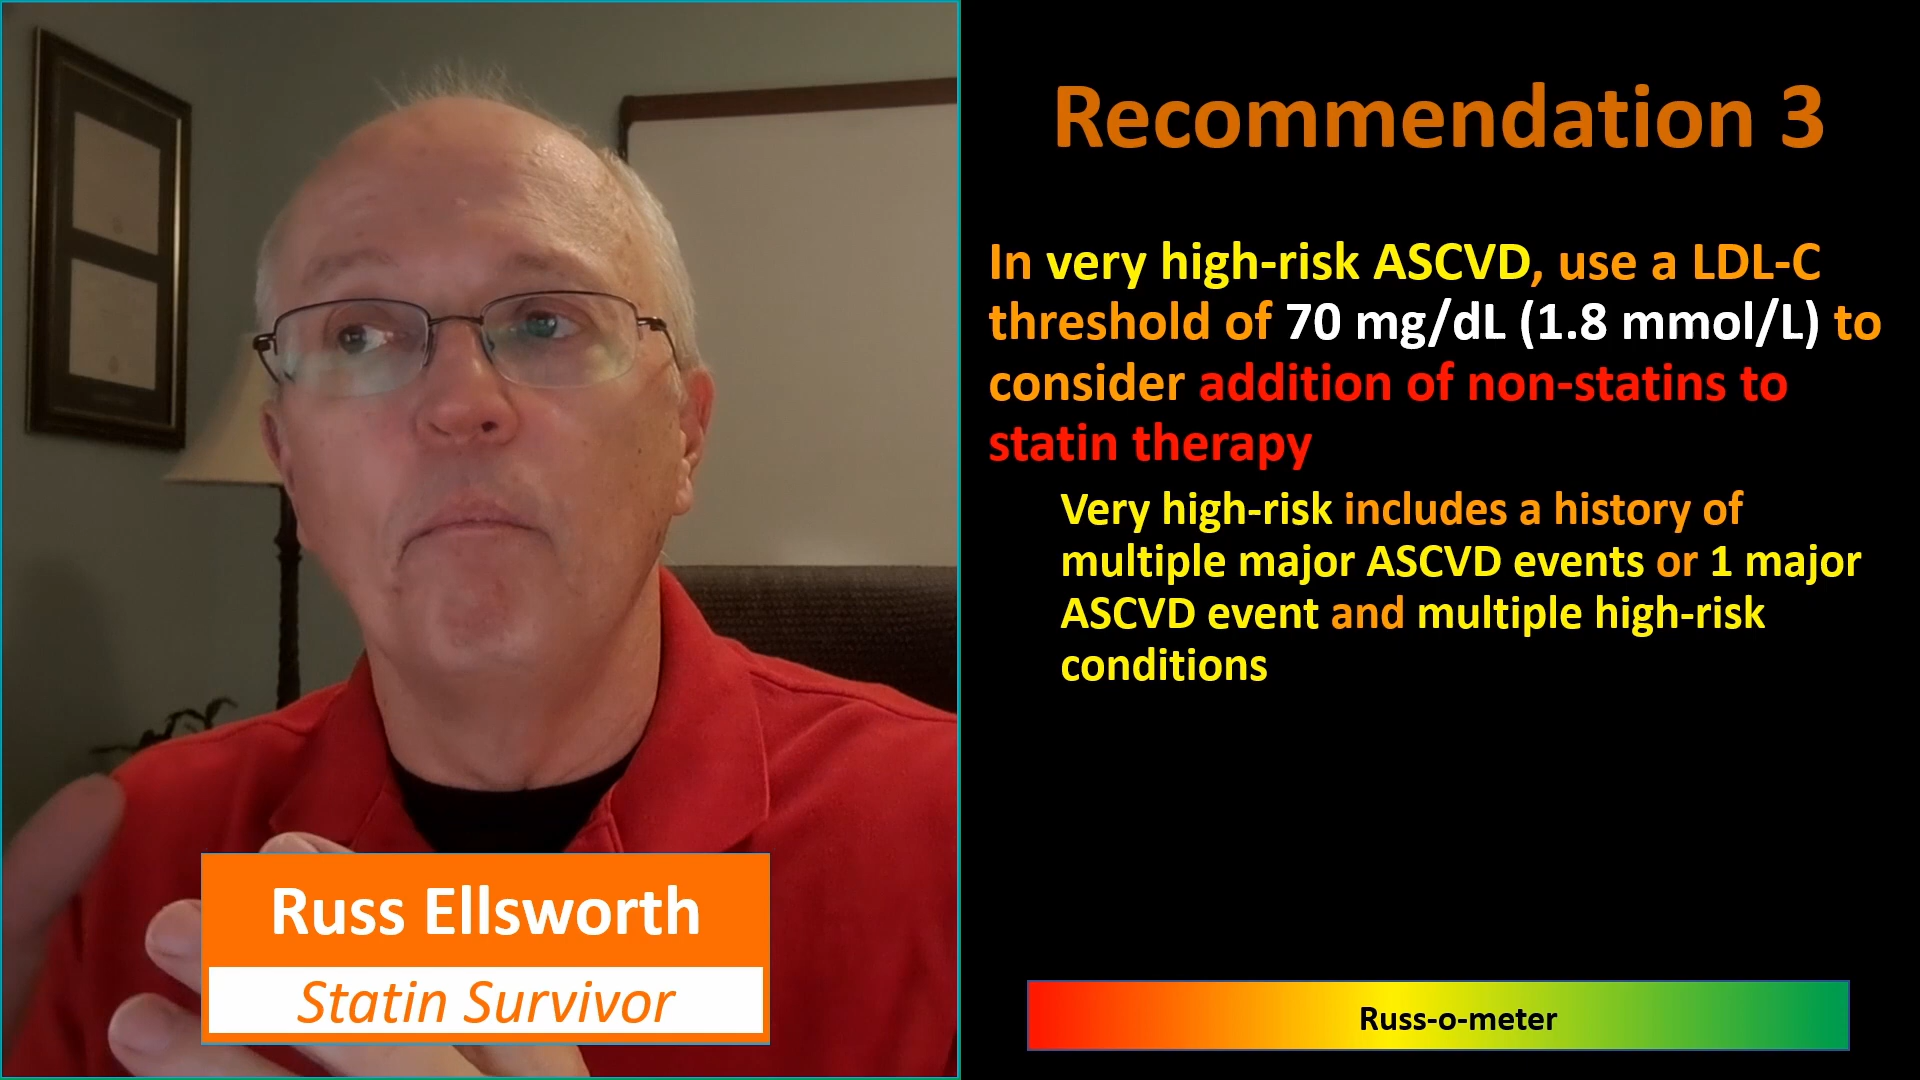 Recommendation 3
In very high-risk ASCVD, use a LDL-C
threshold of 70 mg/dL (1.8 mmol/L) to
consider addition of non-statins to
statin therapy
Very high-risk includes a history of
multiple major ASCVD events or 1 major
ASCVD event and multiple high-risk
conditions
Russ Ellsworth
Statin Survivor
Russ-o-meter